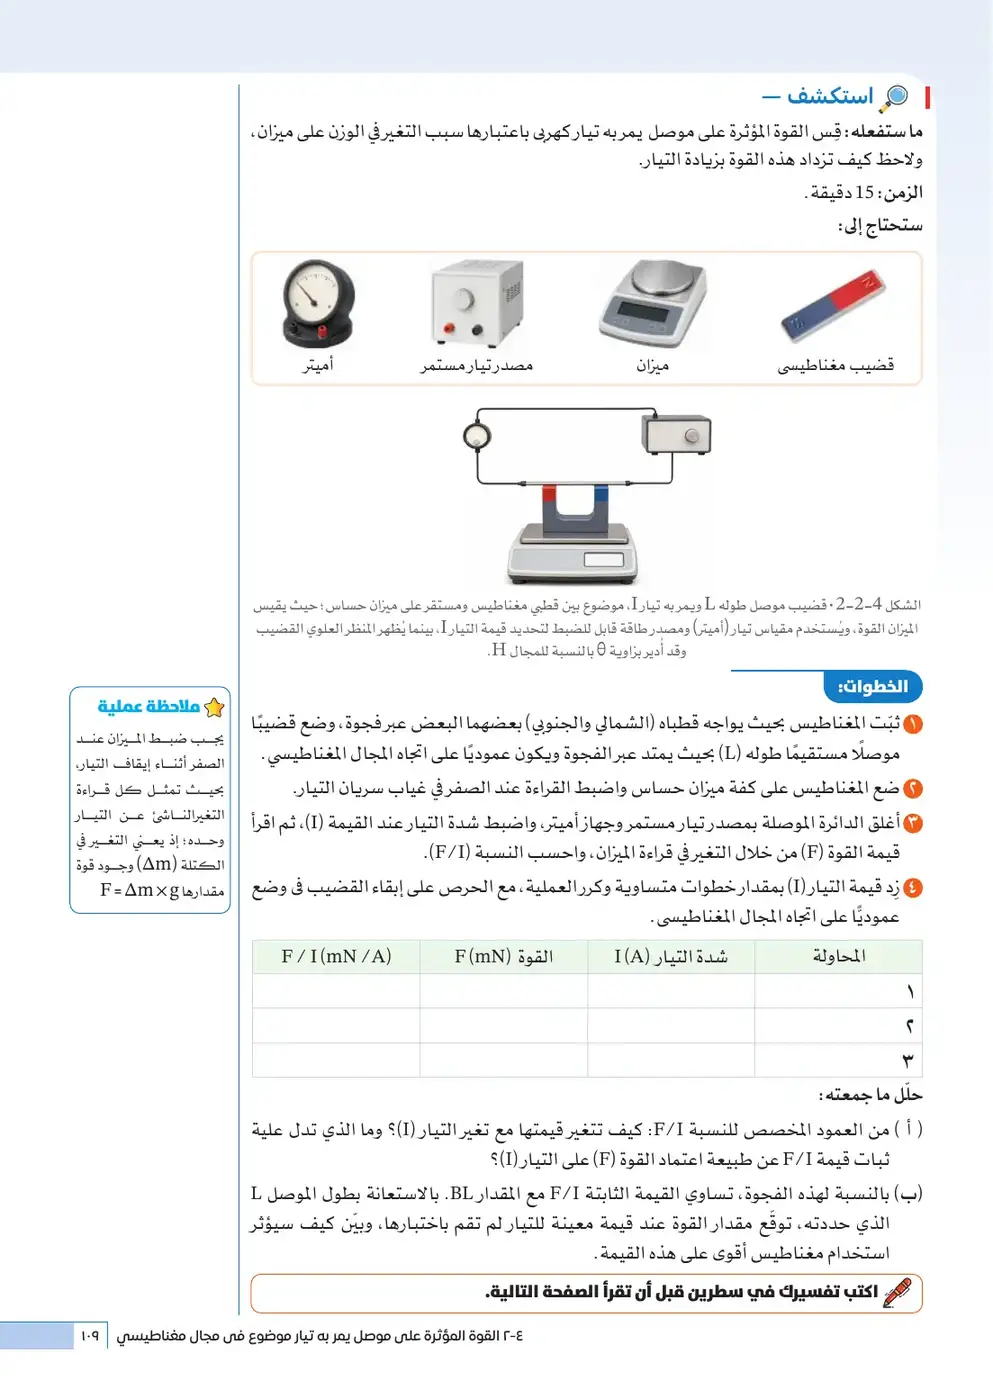 استكشف —
ما ستفعله: قِس القوة المؤثرة على موصل يمر به تيار كهربى باعتبارها سبب التغير في الوزن على ميزان،
ولاحظ كيف تزداد هذه القوة بزيادة التيار.
الزمن: 15 دقيقة.
ستحتاج إلى:
قضيب مغناطيسى
ميزان
مصدر تيار مستمر
أميتر
الشكل 4-2-2 • قضيب موصل طوله L ويمر به تيار I، موضوع بين قطبي مغناطيس ومستقر على ميزان حساس؛ حيث يقيس
الميزان القوة، ويُستخدم مقياس تيار (أميتر) ومصدر طاقة قابل للضبط لتحديد قيمة التيار I. بينما يُظهر المنظر العلوي القضيب
وقد أُدير بزاوية θ بالنسبة للمجال H.
الخطوات:
١ ثبّت المغناطيس بحيث يواجه قطباه (الشمالي والجنوبي) بعضهما البعض عبر فجوة، وضع قضيبًا
موصلًا مستقيمًا طوله (L) بحيث يمتد عبر الفجوة ويكون عموديًا على اتجاه المجال المغناطيسي.
٢ ضع المغناطيس على كفة ميزان حساس واضبط القراءة عند الصفر في غياب سريان التيار.
٣ أغلق الدائرة الموصلة بمصدر تيار مستمر وجهاز أميتر، واضبط شدة التيار عند القيمة (I)، ثم اقرأ
قيمة القوة (F) من خلال التغير في قراءة الميزان، واحسب النسبة (F/I).
٤ زِد قيمة التيار (I) بمقدار خطوات متساوية وكرر العملية، مع الحرص على إبقاء القضيب فى وضع
عموديًّا على اتجاه المجال المغناطيسى.
ملاحظة عملية
يجب ضبط الميزان عند
الصفر أثناء إيقاف التيار،
بحيث تمثل كل قراءة
التغير الناشئ عن التيار
وحده؛ إذ يعني التغير في
الكتلة (Δm) وجود قوة
مقدارها F = Δm × g
المحاولة شدة التيار I (A) القوة F (mN) F / I (mN / A)
١
٢
٣
حلّل ما جمعته:
( أ ) من العمود المخصص للنسبة F/I: كيف تتغير قيمتها مع تغير التيار (I)؟ وما الذي تدل علية
ثبات قيمة F/I عن طبيعة اعتماد القوة (F) على التيار (I)؟
(ب) بالنسبة لهذه الفجوة، تساوي القيمة الثابتة F/I مع المقدار BL. بالاستعانة بطول الموصل L
الذي حددته، توقَّع مقدار القوة عند قيمة معينة للتيار لم تقم باختبارها، وبيّن كيف سيؤثر
استخدام مغناطيس أقوى على هذه القيمة.
اكتب تفسيرك في سطرين قبل أن تقرأ الصفحة التالية.
٤-٢ القوة المؤثرة على موصل يمر به تيار موضوع فى مجال مغناطيسي ١٠٩